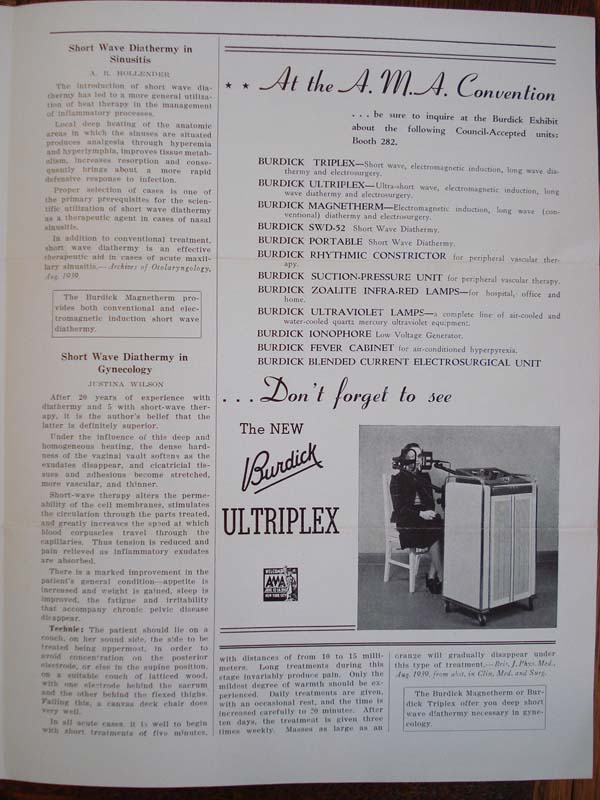 Short Wave Diathermy in
Sinusitis
A. R. HOLLENDER
The introduction of short wave dia-
thermy has led to a more general utiliza-
tion of heat therapy in the management
of inflammatory processes.
Local deep heating of the anatomic
areas in which the sinuses are situated
produces analgesia through hyperemia
and hyperlymphia, improves tissue metab-
olism, increases resorption and conse-
quently brings about a more rapid
defensive response to infection.
Proper selection of cases is one of
the primary prerequisites for the scien-
tific utilization of short wave diathermy
as a therapeutic agent in cases of nasal
sinusitis.
In addition to conventional treatment,
short wave diathermy is an effective
therapeutic aid in cases of acute maxil-
lary sinusitis.—Archives of Otolaryngology,
Aug. 1939.
The Burdick Magnetherm pro-
vides both conventional and elec-
tromagnetic induction short wave
diathermy.
Short Wave Diathermy in
Gynecology
JUSTINA WILSON
After 20 years of experience with
diathermy and 5 with short-wave ther-
apy, it is the author's belief that the
latter is definitely superior.
Under the influence of this deep and
homogeneous heating, the dense hard-
ness of the vaginal vault softens as the
exudates disappear, and cicatricial tis-
sues and adhesions become stretched,
more vascular, and thinner.
Short-wave therapy alters the perme-
ability of the cell membranes, stimulates
the circulation through the parts treated,
and greatly increases the speed at which
blood corpuscles travel through the
capillaries. Thus tension is reduced and
pain relieved as inflammatory exudates
are absorbed.
There is a marked improvement in the
patient's general condition—appetite is
increased and weight is gained, sleep is
improved, the fatigue and irritability
that accompany chronic pelvic disease
disappear.
Technic: The patient should lie on a
couch, on her sound side, the side to be
treated being uppermost, in order to
avoid concentration on the posterior
electrode, or else in the supine position,
on a suitable couch of latticed wood,
with one electrode behind the sacrum
and the other behind the flexed thighs.
Failing this, a canvas deck chair does
very well.
In all acute cases, it is well to begin
with short treatments of five minutes,
★ ★ At the A. M. A. Convention
. . . be sure to inquire at the Burdick Exhibit
about the following Council-Accepted units:
Booth 282.
BURDICK TRIPLEX—Short wave, electromagnetic induction, long wave dia-
thermy and electrosurgery.
BURDICK ULTRIPLEX—Ultra-short wave, electromagnetic induction, long
wave diathermy and electrosurgery.
BURDICK MAGNETHERM—Electromagnetic induction, long wave (con-
ventional) diathermy and electrosurgery.
BURDICK SWD-52 Short Wave Diathermy.
BURDICK PORTABLE Short Wave Diathermy.
BURDICK RHYTHMIC CONSTRICTOR for peripheral vascular ther-
apy.
BURDICK SUCTION-PRESSURE UNIT for peripheral vascular therapy.
BURDICK ZOALITE INFRA-RED LAMPS—for hospital, office and
home.
BURDICK ULTRAVIOLET LAMPS—a complete line of air-cooled and
water-cooled quartz mercury ultraviolet equipment.
BURDICK IONOPHORE Low Voltage Generator.
BURDICK FEVER CABINET for air-conditioned hyperpyrexia.
BURDICK BLENDED CURRENT ELECTROSURGICAL UNIT
. . . Don't forget to see
The NEW
Burdick
ULTRIPLEX
WELCOME
AMA
NEW YORK CITY
with distances of from 10 to 15 milli-
meters. Long treatments during this
stage invariably produce pain. Only the
mildest degree of warmth should be ex-
perienced. Daily treatments are given,
with an occasional rest, and the time is
increased carefully to 20 minutes. After
ten days, the treatment is given three
times weekly. Masses as large as an
orange will gradually disappear under
this type of treatment.—Brit. J. Phys. Med.,
Aug. 1939, from abst. in Clin. Med. and Surg.
The Burdick Magnetherm or Bur-
dick Triplex offer you deep short
wave diathermy necessary in gyne-
cology.